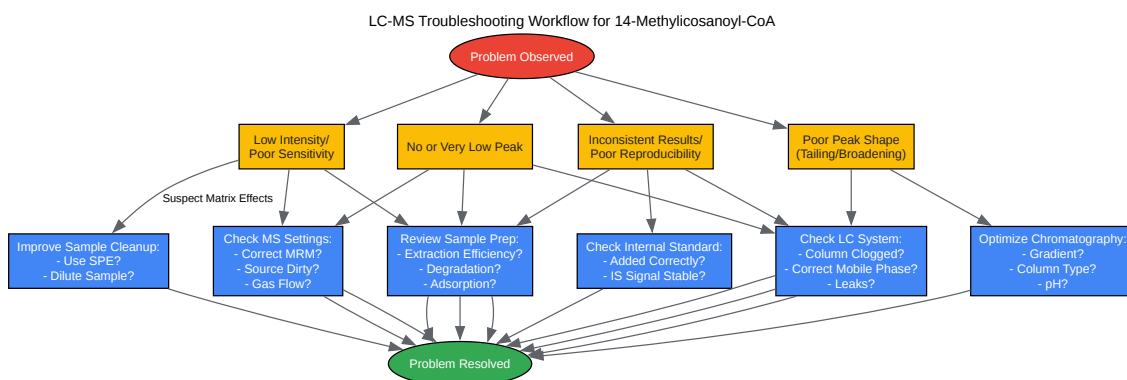 LC-MS Troubleshooting Workflow for 14-Methylicosanoyl-CoA
Problem Observed
Low Intensity/
Poor Sensitivity
No or Very Low Peak
Inconsistent Results/
Poor Reproducibility
Poor Peak Shape
(Tailing/Broadening)
Suspect Matrix Effects
Improve Sample Cleanup:
- Use SPE?
- Dilute Sample?
Check MS Settings:
- Correct MRM?
- Source Dirty?
- Gas Flow?
Review Sample Prep:
- Extraction Efficiency?
- Degradation?
- Adsorption?
Check Internal Standard:
- Added Correctly?
- IS Signal Stable?
Check LC System:
- Column Clogged?
- Correct Mobile Phase?
- Leaks?
Optimize Chromatography:
- Gradient?
- Column Type?
- pH?
Problem Resolved